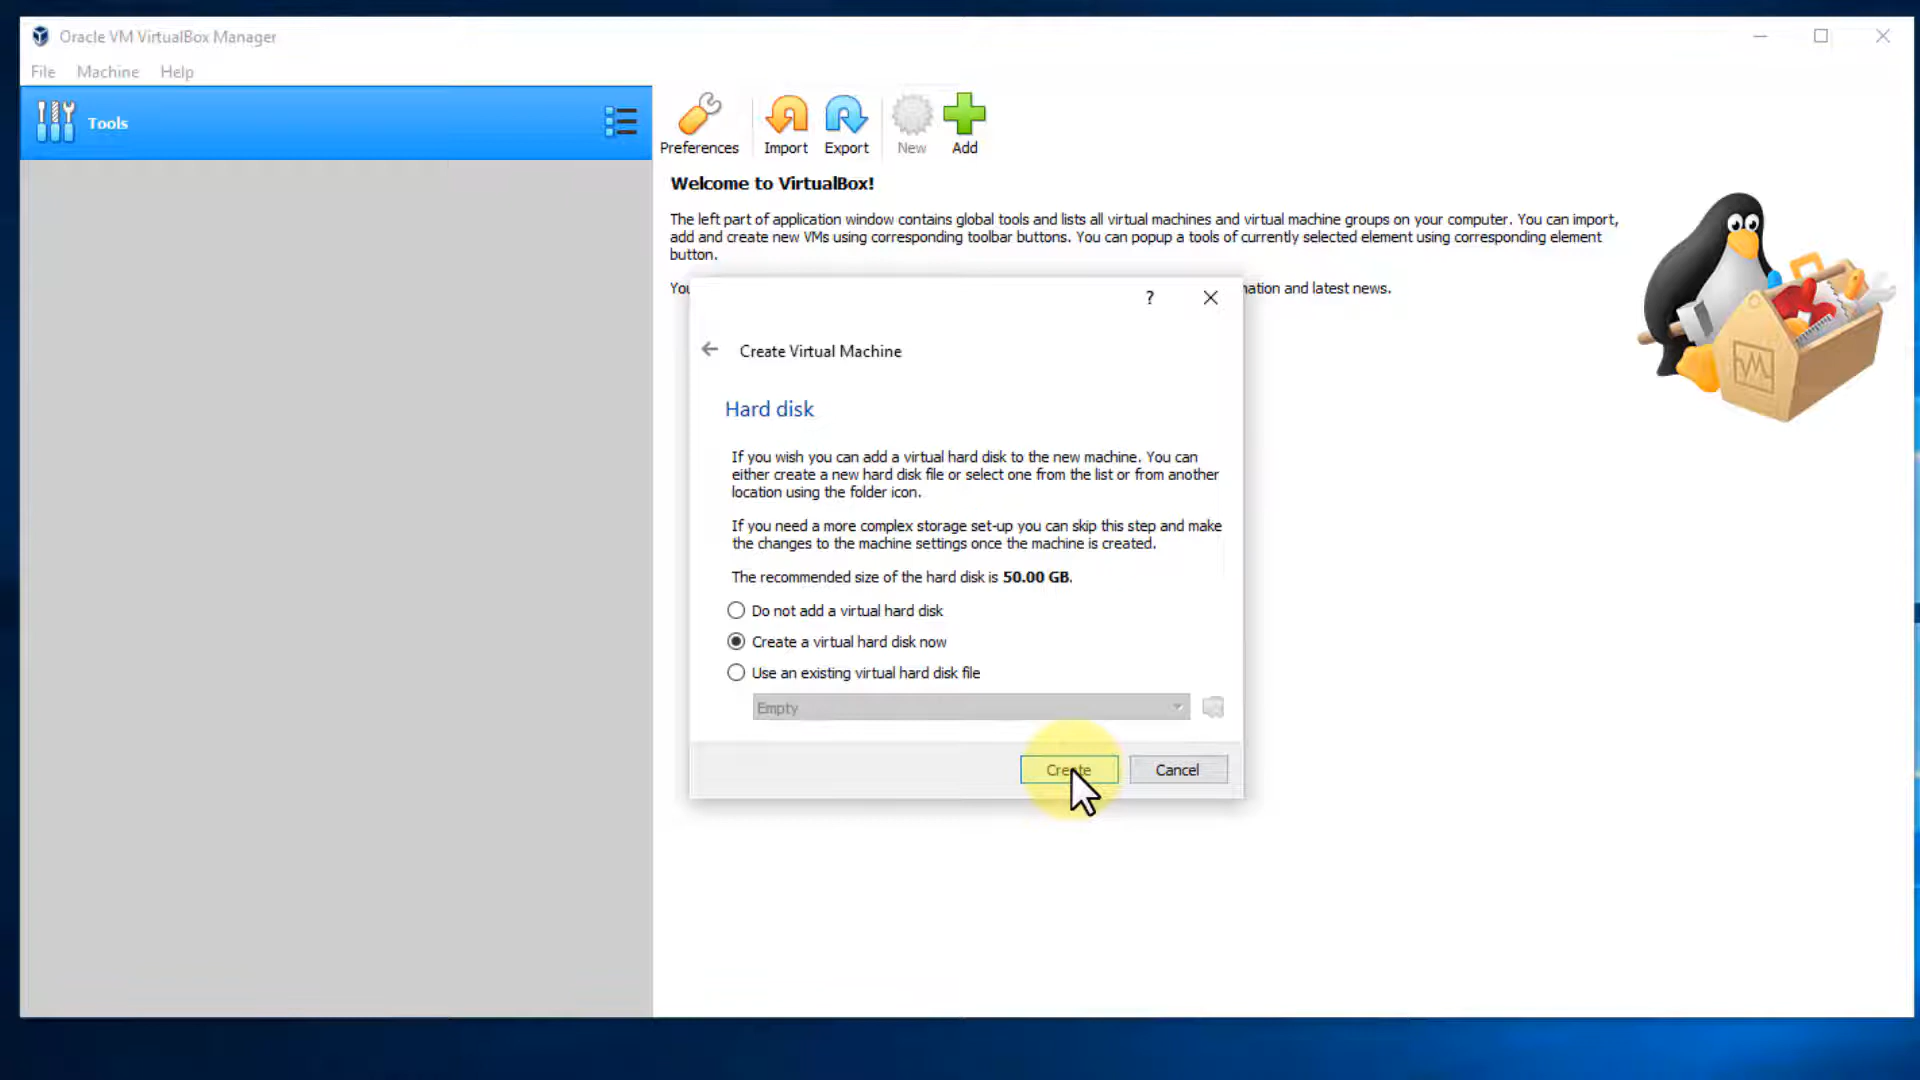 Oracle VM VirtualBox Manager
File Machine Help
Tools
Preferences Import Export New Add
Welcome to VirtualBox!
The left part of application window contains global tools and lists all virtual machines and virtual machine groups on your computer. You can import,
add and create new VMs using corresponding toolbar buttons. You can popup a tools of currently selected element using corresponding element
button.
You
ation and latest news.
?
Create Virtual Machine
Hard disk
If you wish you can add a virtual hard disk to the new machine. You can
either create a new hard disk file or select one from the list or from another
location using the folder icon.
If you need a more complex storage set-up you can skip this step and make
the changes to the machine settings once the machine is created.
The recommended size of the hard disk is 50.00 GB.
Do not add a virtual hard disk
Create a virtual hard disk now
Use an existing virtual hard disk file
Empty
Create Cancel